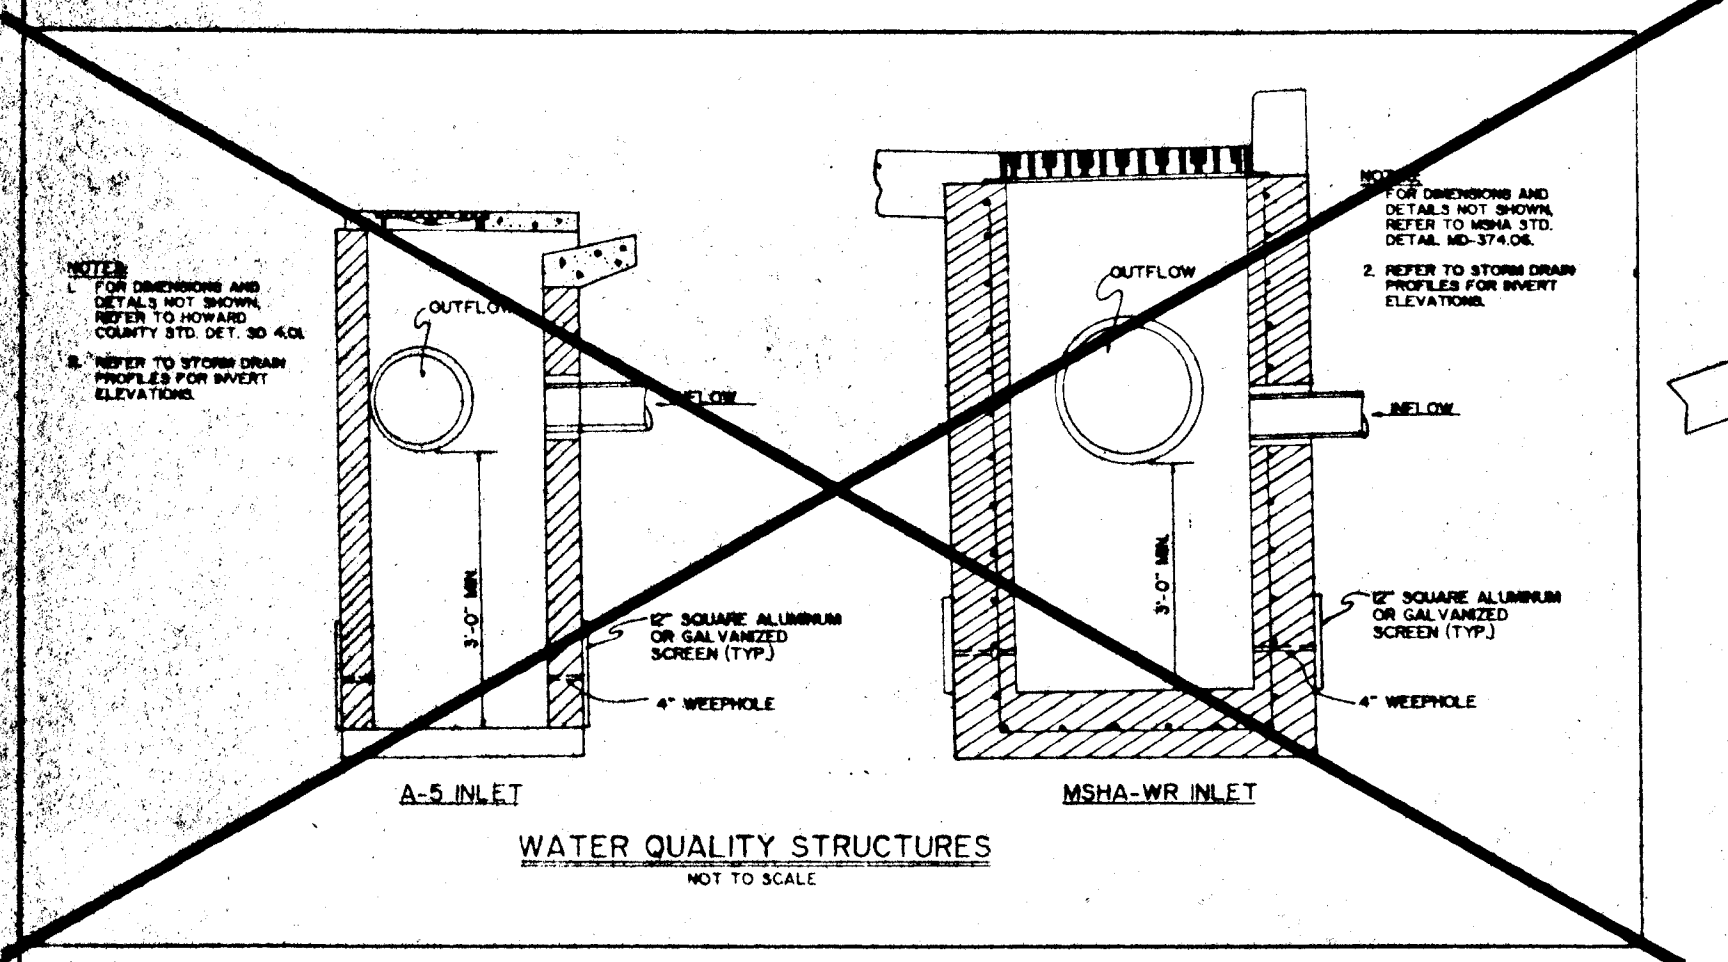 NOTES:
1. FOR DIMENSIONS AND
DETAILS NOT SHOWN,
REFER TO HOWARD
COUNTY STD. DET. SD 4.01
2. REFER TO STORM DRAIN
PROFILES FOR INVERT
ELEVATIONS.
OUTFLOW
INFLOW
3'-0" MIN.
12" SQUARE ALUMINUM
OR GALVANIZED
SCREEN (TYP.)
4" WEEPHOLE
A-5 INLET
NOTES:
FOR DIMENSIONS AND
DETAILS NOT SHOWN,
REFER TO MSHA STD.
DETAIL MD-374.06.
2. REFER TO STORM DRAIN
PROFILES FOR INVERT
ELEVATIONS.
OUTFLOW
INFLOW
3'-0" MIN.
12" SQUARE ALUMINUM
OR GALVANIZED
SCREEN (TYP.)
4" WEEPHOLE
MSHA-WR INLET
WATER QUALITY STRUCTURES
NOT TO SCALE